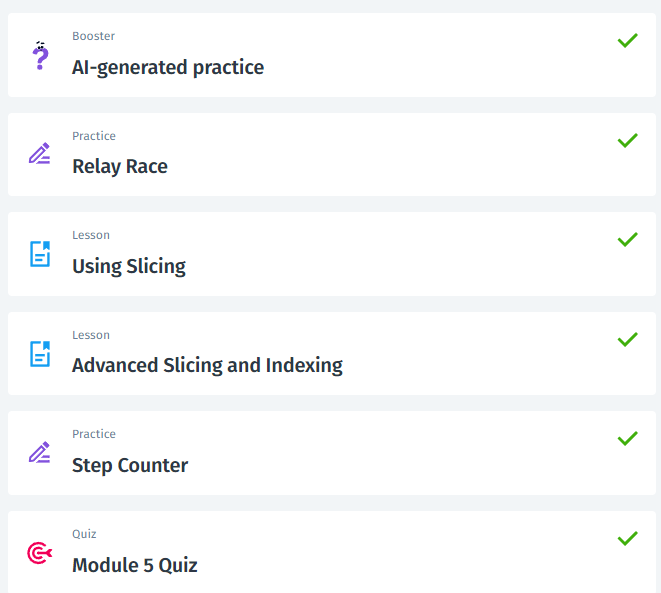 Booster
AI-generated practice
Practice
Relay Race
Lesson
Using Slicing
Lesson
Advanced Slicing and Indexing
Practice
Step Counter
Quiz
Module 5 Quiz